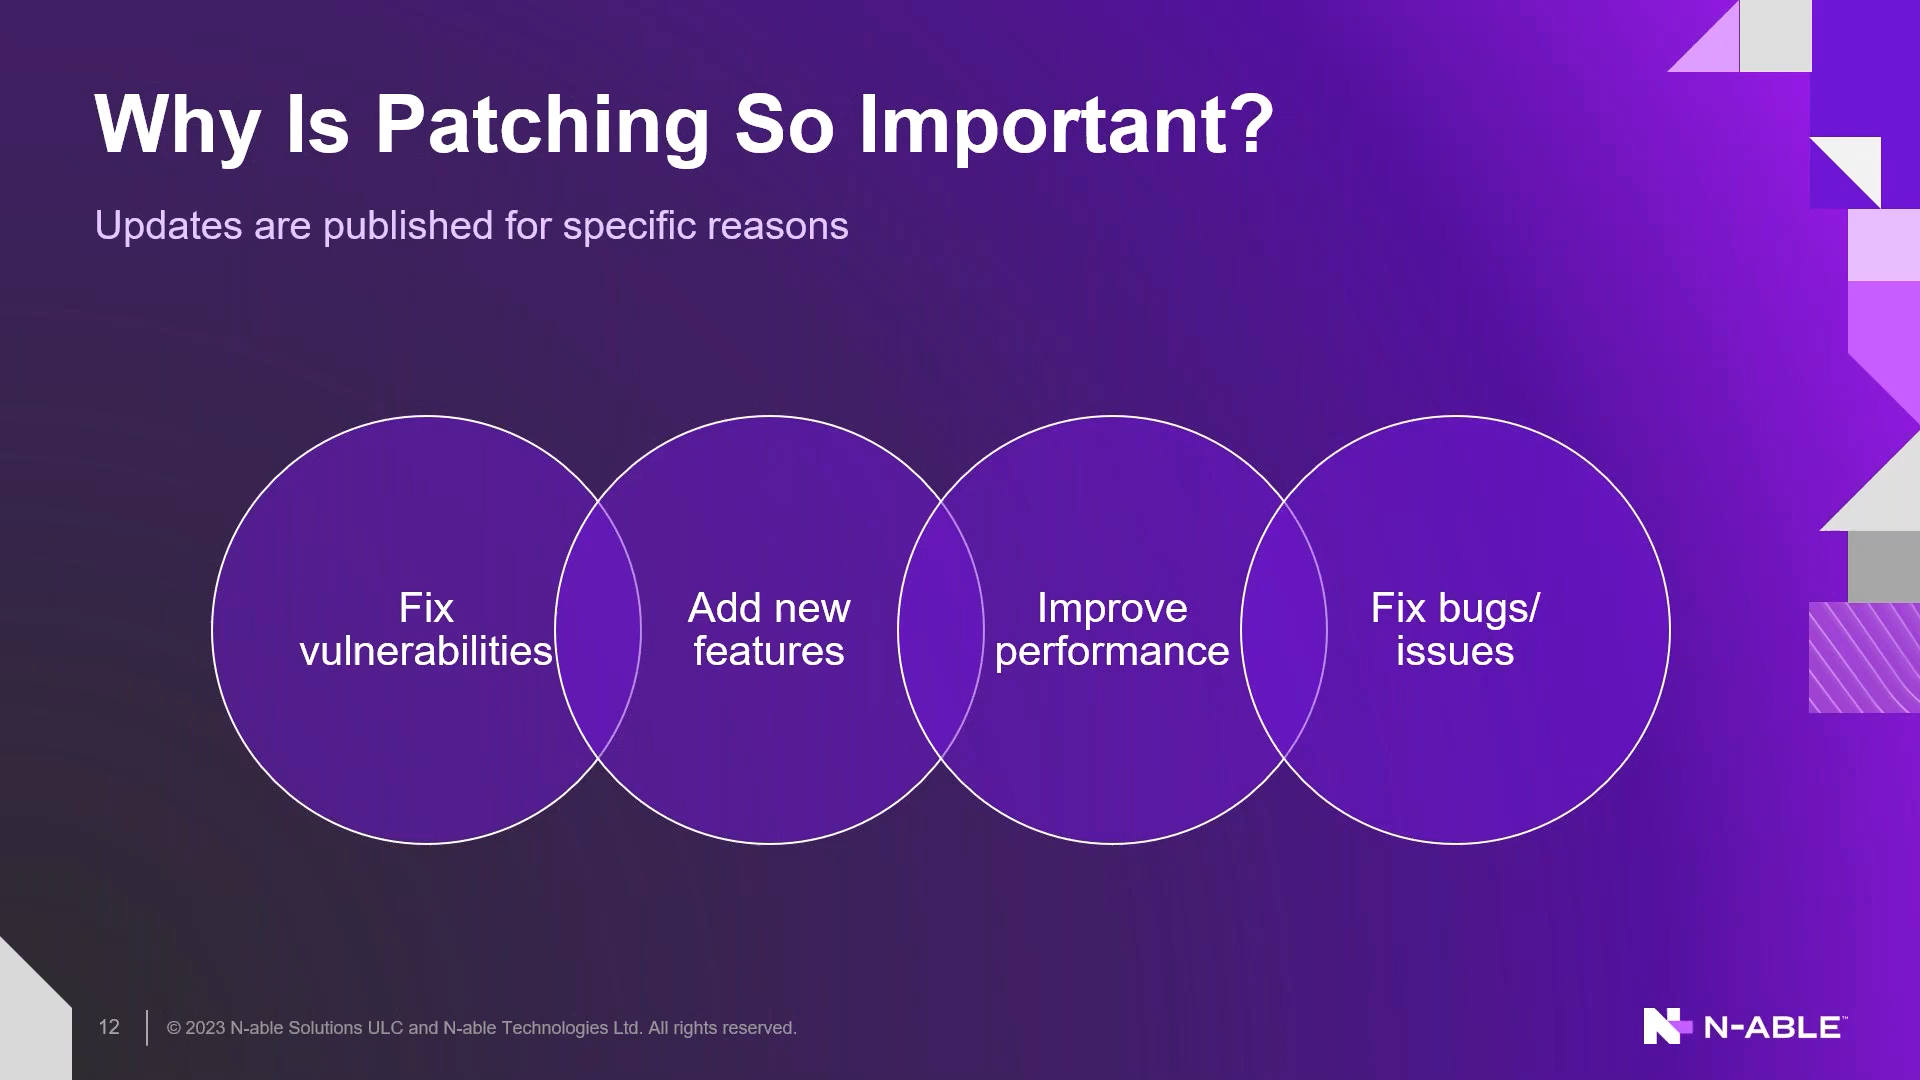 Why Is Patching So Important?
Updates are published for specific reasons
Fix
vulnerabilities
Add new
features
Improve
performance
Fix bugs/
issues
12
© 2023 N-able Solutions ULC and N-able Technologies Ltd. All rights reserved.
N-ABLE™